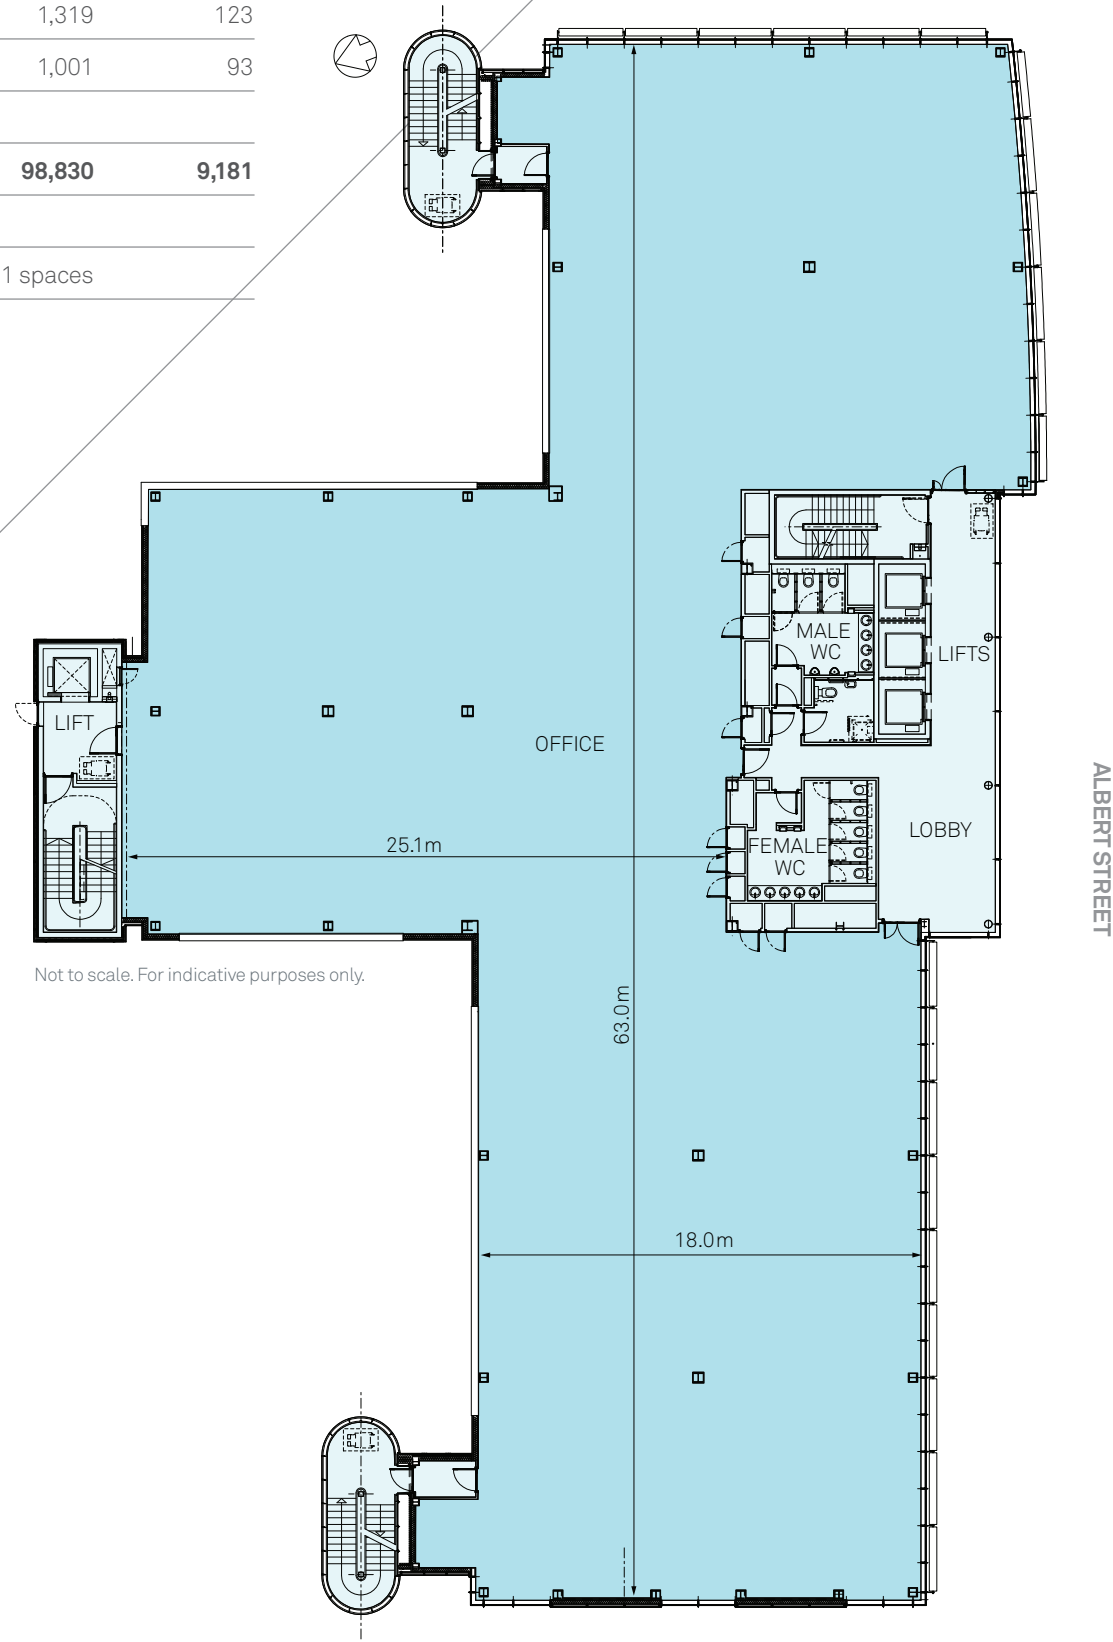 1,319 123
1,001 93
98,830 9,181
1 spaces
MALE
WC
LIFTS
LIFT
OFFICE
LOBBY
25.1m
FEMALE
WC
ALBERT STREET
Not to scale. For indicative purposes only.
63.0m
18.0m